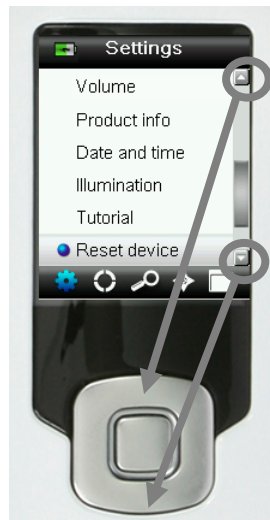 Settings
Volume
Product info
Date and time
Illumination
Tutorial
Reset device